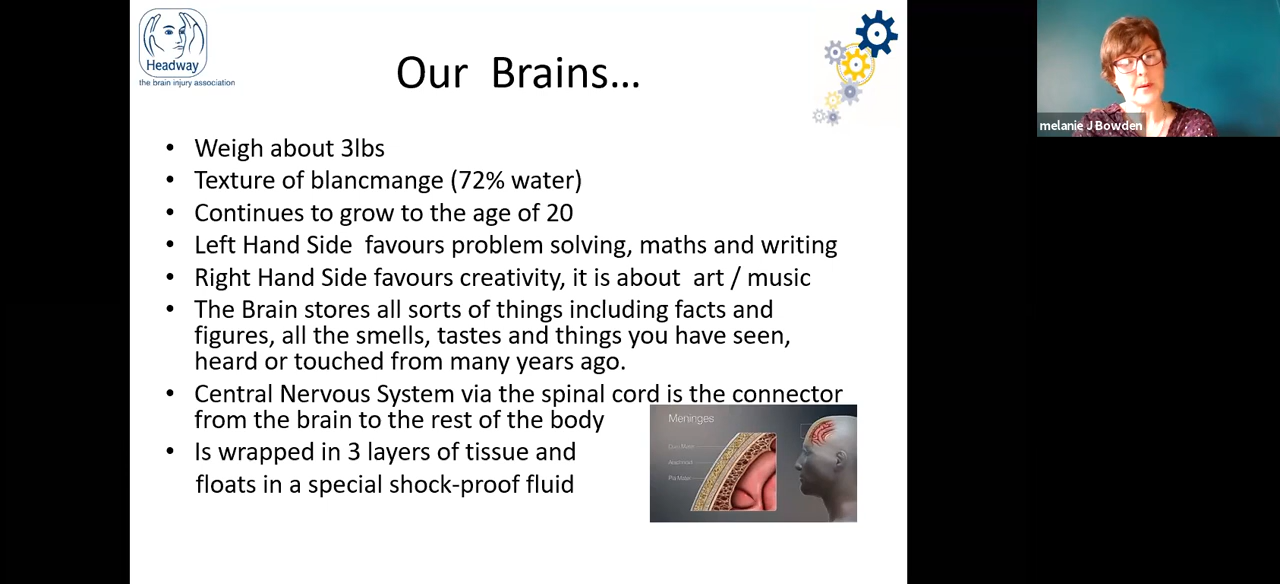 Headway
the brain injury association
Our Brains...
melanie J Bowden
• Weigh about 3lbs
• Texture of blancmange (72% water)
• Continues to grow to the age of 20
• Left Hand Side favours problem solving, maths and writing
• Right Hand Side favours creativity, it is about art / music
• The Brain stores all sorts of things including facts and
figures, all the smells, tastes and things you have seen,
heard or touched from many years ago.
• Central Nervous System via the spinal cord is the connector
from the brain to the rest of the body
• Is wrapped in 3 layers of tissue and
floats in a special shock-proof fluid
Meninges
Dura Mater
Arachnoid
Pia Mater